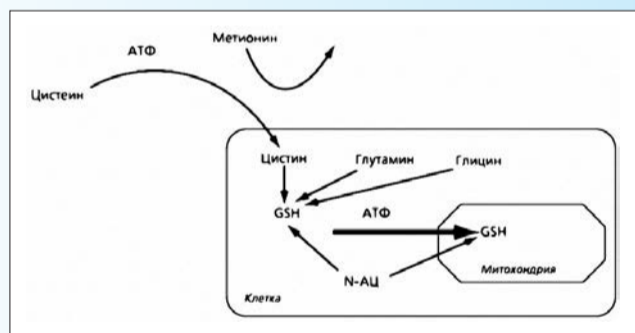 Метионин
АТФ
Цистеин
Цистин Глутамин Глицин
GSH
АТФ
GSH
Митохондрия
N-АЦ
Клетка